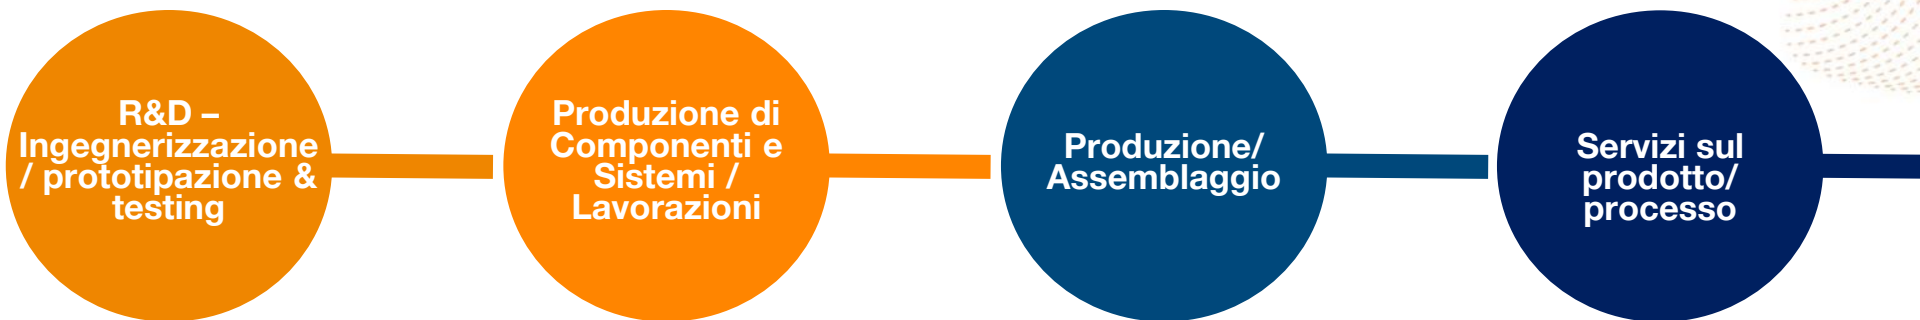 R&D –
Ingegnerizzazione
/ prototipazione &
testing
Produzione di
Componenti e
Sistemi /
Lavorazioni
Produzione/
Assemblaggio
Servizi sul
prodotto/
processo